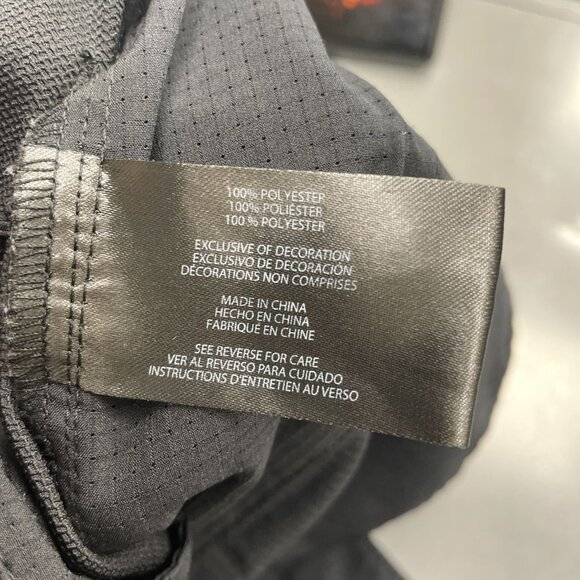 100% POLYESTER
100% POLIÉSTER
100% POLYESTER
EXCLUSIVE OF DECORATION
EXCLUSIVO DE DECORACIÓN
DÉCORATIONS NON COMPRISES
MADE IN CHINA
HECHO EN CHINA
FABRIQUÉ EN CHINE
SEE REVERSE FOR CARE
VER AL REVERSO PARA CUIDADO
INSTRUCTIONS D'ENTRETIEN AU VERSO